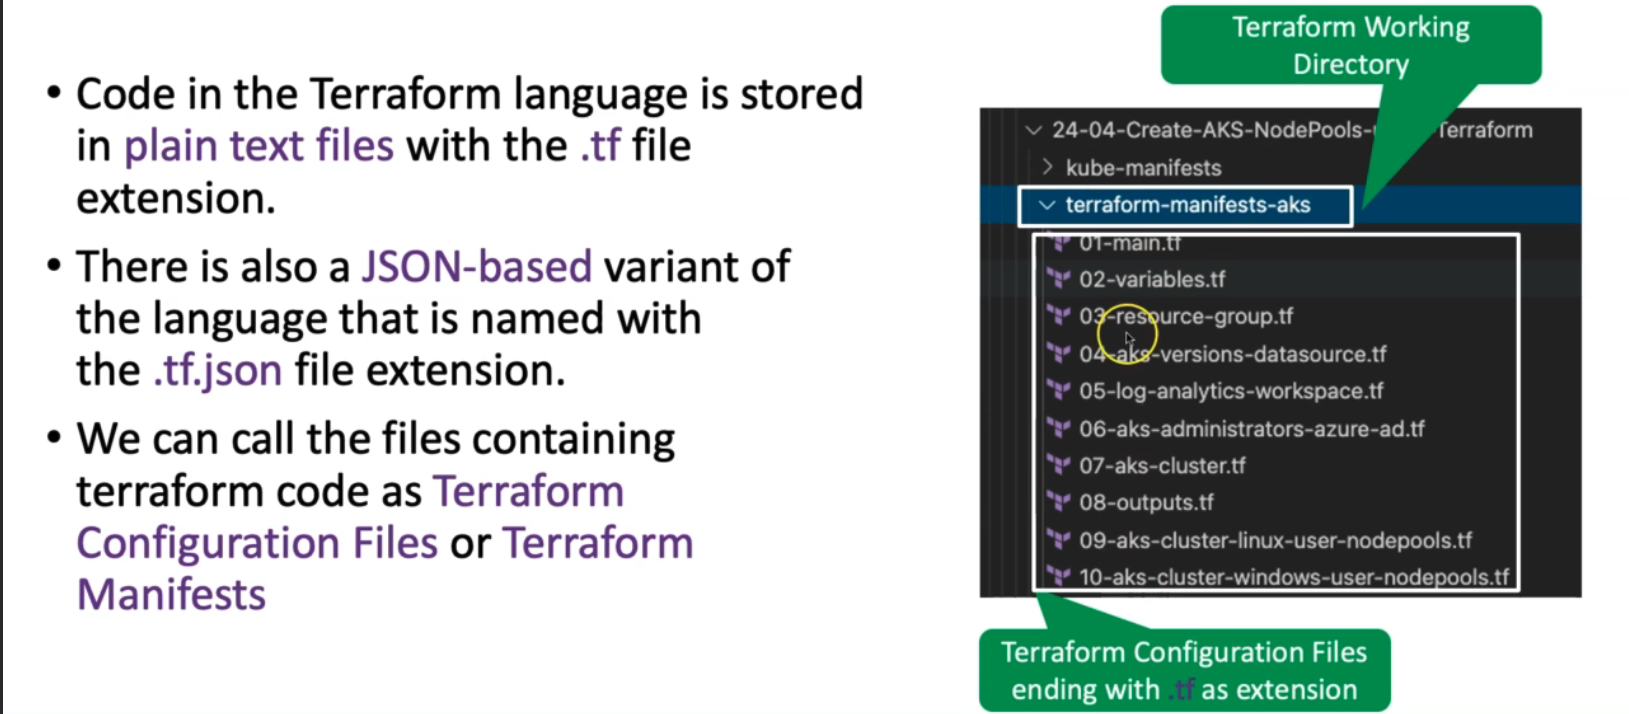 • Code in the Terraform language is stored
in plain text files with the .tf file
extension.
• There is also a JSON-based variant of
the language that is named with
the .tf.json file extension.
• We can call the files containing
terraform code as Terraform
Configuration Files or Terraform
Manifests
Terraform Working
Directory
24-04-Create-AKS-NodePools- Terraform
kube-manifests
terraform-manifests-aks
01-main.tf
02-variables.tf
03-resource-group.tf
04-aks-versions-datasource.tf
05-log-analytics-workspace.tf
06-aks-administrators-azure-ad.tf
07-aks-cluster.tf
08-outputs.tf
09-aks-cluster-linux-user-nodepools.tf
10-aks-cluster-windows-user-nodepools.tf
Terraform Configuration Files
ending with .tf as extension